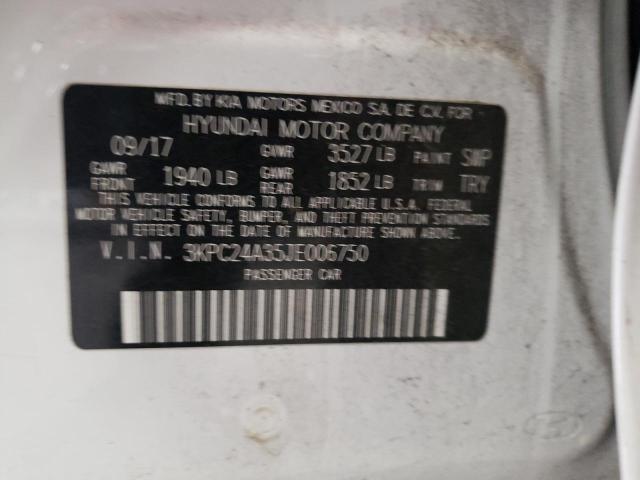 MFD. BY KIA MOTORS MEXICO S.A. DE C.V. FOR
HYUNDAI MOTOR COMPANY
09/17 GVWR 3527 LB PAINT SWP
GAWR FRONT 1940 LB GAWR REAR 1852 LB TRIM TRY
THIS VEHICLE CONFORMS TO ALL APPLICABLE U.S.A. FEDERAL
MOTOR VEHICLE SAFETY, BUMPER, AND THEFT PREVENTION STANDARDS
IN EFFECT ON THE DATE OF MANUFACTURE SHOWN ABOVE.
V.I.N. 3KPC24A35JE006750
PASSENGER CAR